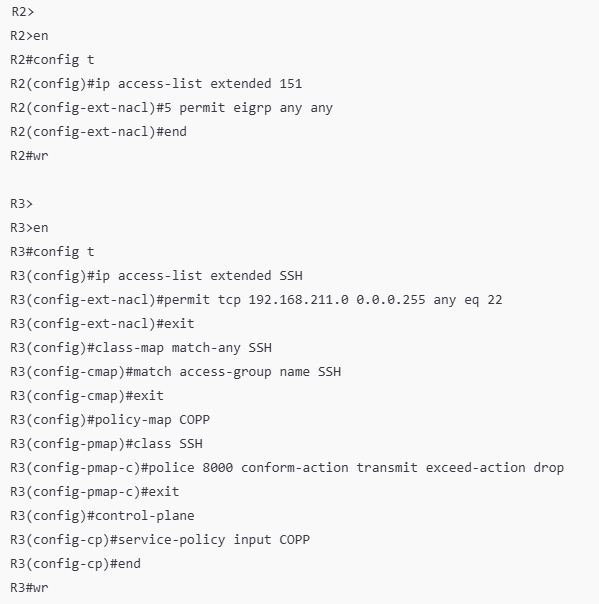 R2>
R2>en
R2#config t
R2(config)#ip access-list extended 151
R2(config-ext-nacl)#5 permit eigrp any any
R2(config-ext-nacl)#end
R2#wr
R3>
R3>en
R3#config t
R3(config)#ip access-list extended SSH
R3(config-ext-nacl)#permit tcp 192.168.211.0 0.0.0.255 any eq 22
R3(config-ext-nacl)#exit
R3(config)#class-map match-any SSH
R3(config-cmap)#match access-group name SSH
R3(config-cmap)#exit
R3(config)#policy-map COPP
R3(config-pmap)#class SSH
R3(config-pmap-c)#police 8000 conform-action transmit exceed-action drop
R3(config-pmap-c)#exit
R3(config)#control-plane
R3(config-cp)#service-policy input COPP
R3(config-cp)#end
R3#wr